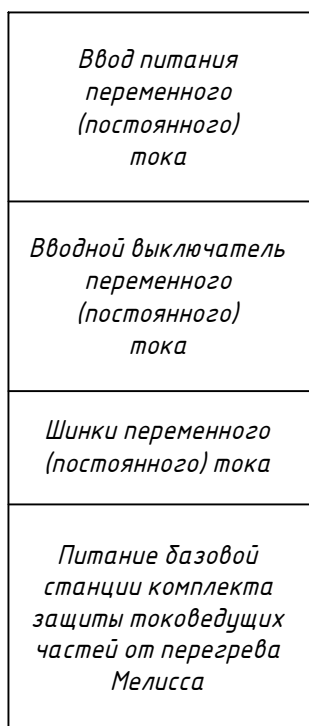 Ввод питания
переменного
(постоянного)
тока
Вводной выключатель
переменного
(постоянного)
тока
Шинки переменного
(постоянного) тока
Питание базовой
станции комплекта
защиты токоведущих
частей от перегрева
Мелисса